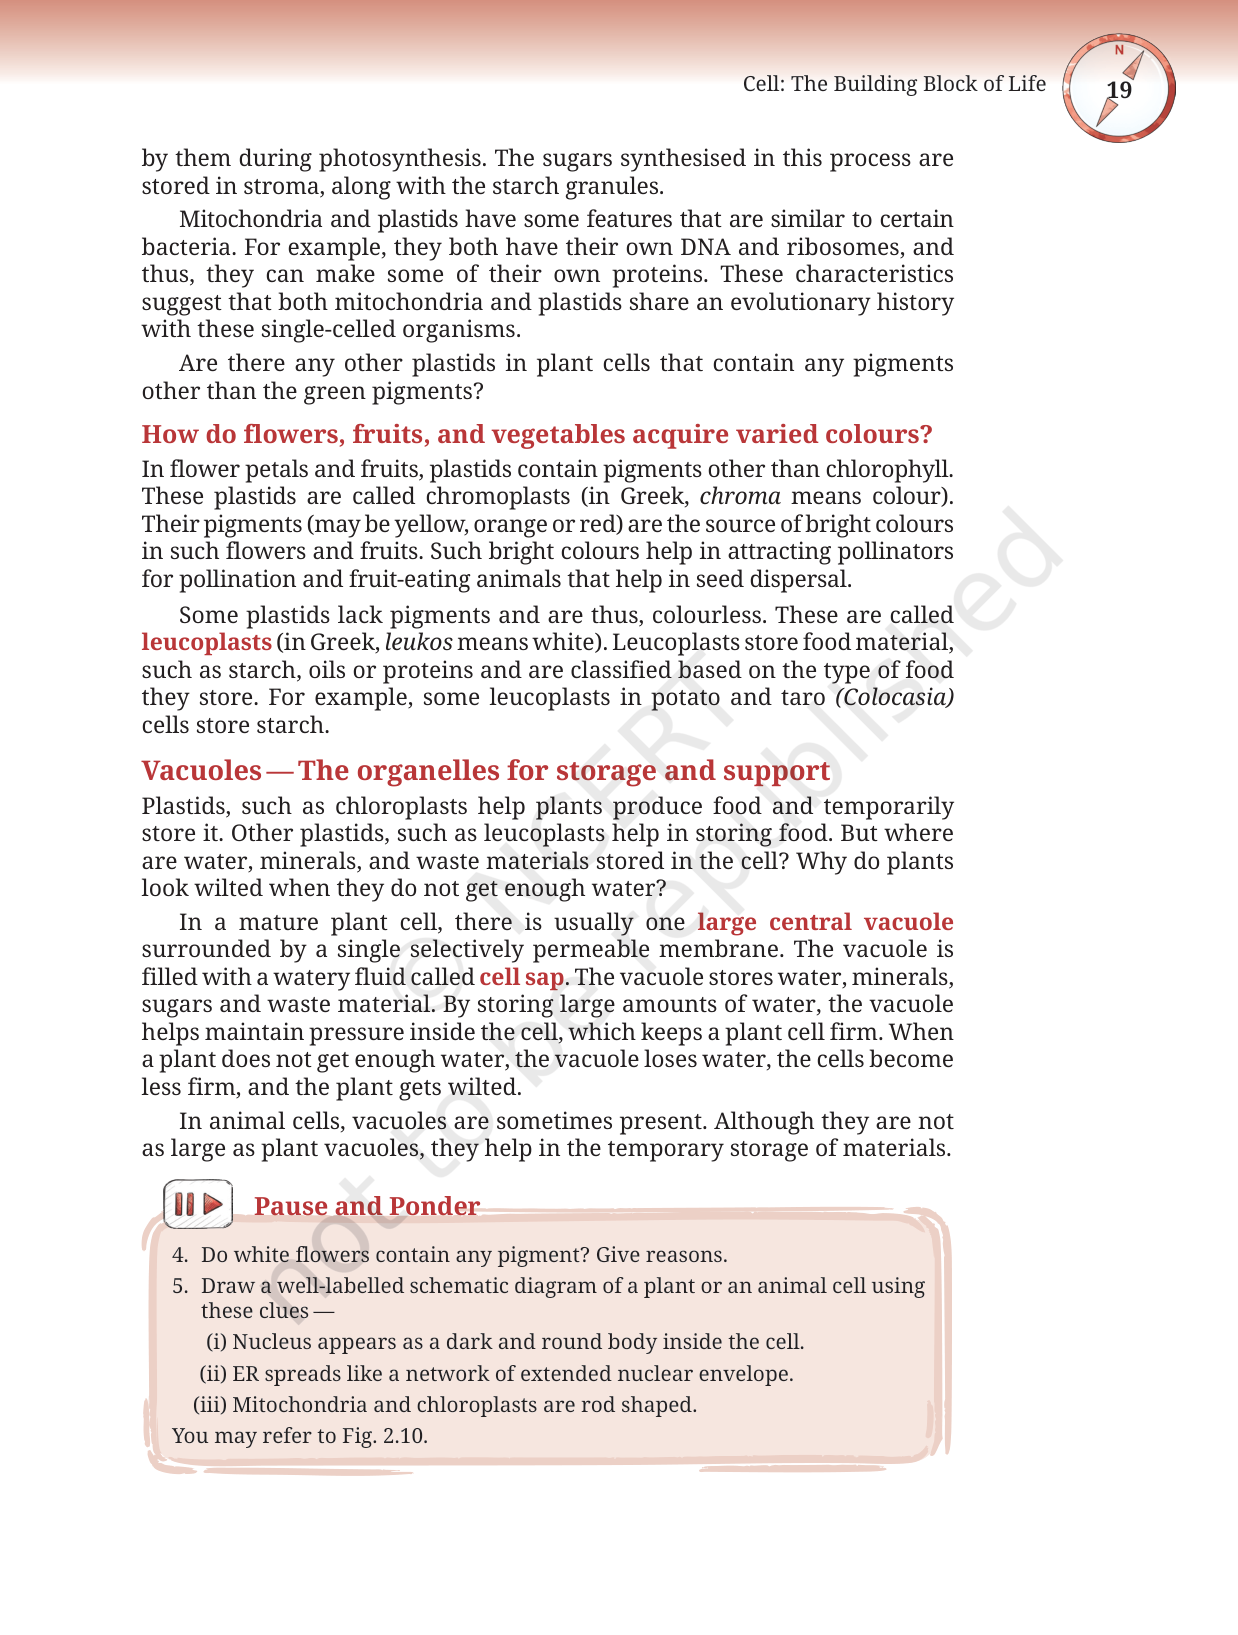 Cell: The Building Block of Life
N
19
by them during photosynthesis. The sugars synthesised in this process are
stored in stroma, along with the starch granules.
Mitochondria and plastids have some features that are similar to certain
bacteria. For example, they both have their own DNA and ribosomes, and
thus, they can make some of their own proteins. These characteristics
suggest that both mitochondria and plastids share an evolutionary history
with these single-celled organisms.
Are there any other plastids in plant cells that contain any pigments
other than the green pigments?
How do flowers, fruits, and vegetables acquire varied colours?
In flower petals and fruits, plastids contain pigments other than chlorophyll.
These plastids are called chromoplasts (in Greek, chroma means colour).
Their pigments (may be yellow, orange or red) are the source of bright colours
in such flowers and fruits. Such bright colours help in attracting pollinators
for pollination and fruit-eating animals that help in seed dispersal.
Some plastids lack pigments and are thus, colourless. These are called
leucoplasts (in Greek, leukos means white). Leucoplasts store food material,
such as starch, oils or proteins and are classified based on the type of food
they store. For example, some leucoplasts in potato and taro (Colocasia)
cells store starch.
Vacuoles — The organelles for storage and support
Plastids, such as chloroplasts help plants produce food and temporarily
store it. Other plastids, such as leucoplasts help in storing food. But where
are water, minerals, and waste materials stored in the cell? Why do plants
look wilted when they do not get enough water?
In a mature plant cell, there is usually one large central vacuole
surrounded by a single selectively permeable membrane. The vacuole is
filled with a watery fluid called cell sap. The vacuole stores water, minerals,
sugars and waste material. By storing large amounts of water, the vacuole
helps maintain pressure inside the cell, which keeps a plant cell firm. When
a plant does not get enough water, the vacuole loses water, the cells become
less firm, and the plant gets wilted.
In animal cells, vacuoles are sometimes present. Although they are not
as large as plant vacuoles, they help in the temporary storage of materials.
Pause and Ponder
4. Do white flowers contain any pigment? Give reasons.
5. Draw a well-labelled schematic diagram of a plant or an animal cell using
these clues —
(i) Nucleus appears as a dark and round body inside the cell.
(ii) ER spreads like a network of extended nuclear envelope.
(iii) Mitochondria and chloroplasts are rod shaped.
You may refer to Fig. 2.10.
© NCERT
not to be republished